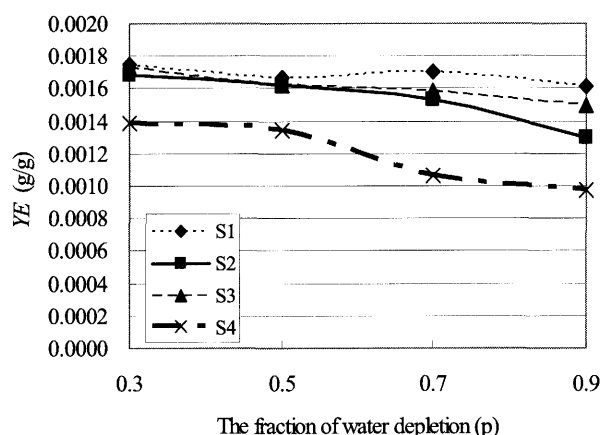 0.0020
0.0018
0.0016
0.0014
0.0012
0.0010
0.0008
0.0006
0.0004
0.0002
0.0000
YE (g/g)
S1
S2
S3
S4
0.3 0.5 0.7 0.9
The fraction of water depletion (p)